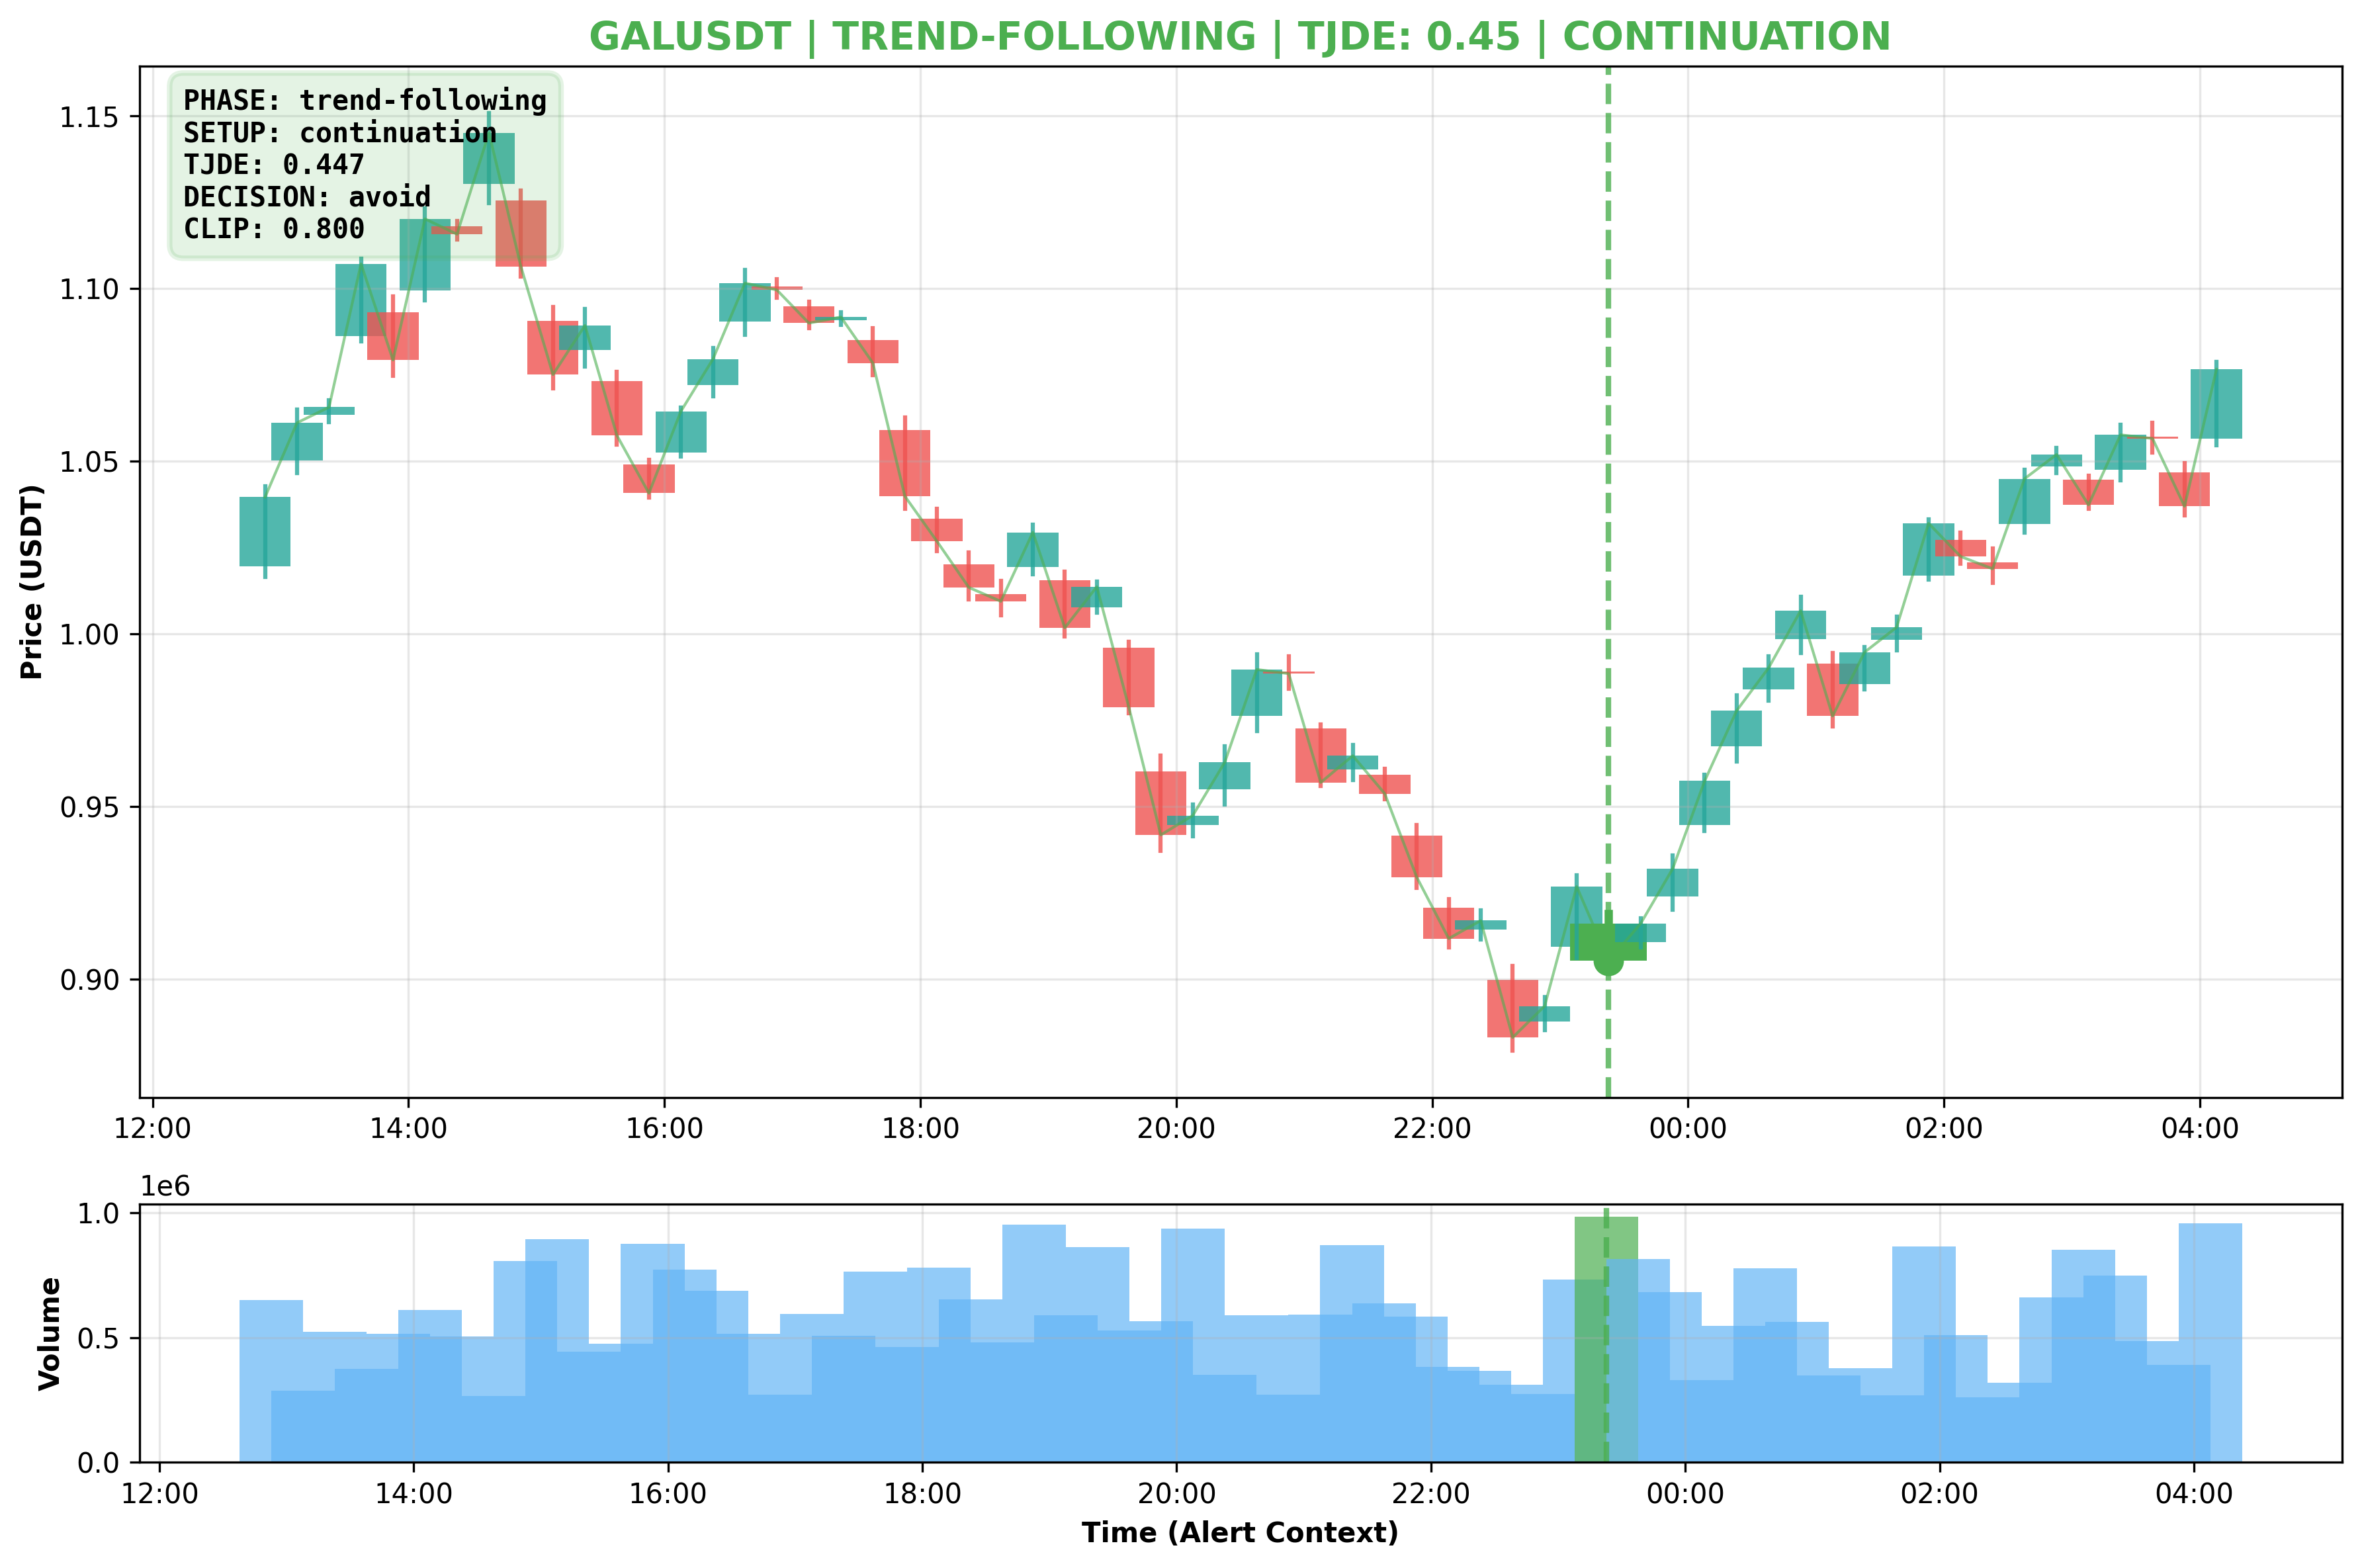 GALUSDT | TREND-FOLLOWING | TJDE: 0.45 | CONTINUATION
PHASE: trend-following
SETUP: continuation
TJDE: 0.447
DECISION: avoid
CLIP: 0.800
Price (USDT)
1.15
1.10
1.05
1.00
0.95
0.90
12:00 14:00 16:00 18:00 20:00 22:00 00:00 02:00 04:00
1e6
Volume
1.0
0.5
0.0
12:00 14:00 16:00 18:00 20:00 22:00 00:00 02:00 04:00
Time (Alert Context)